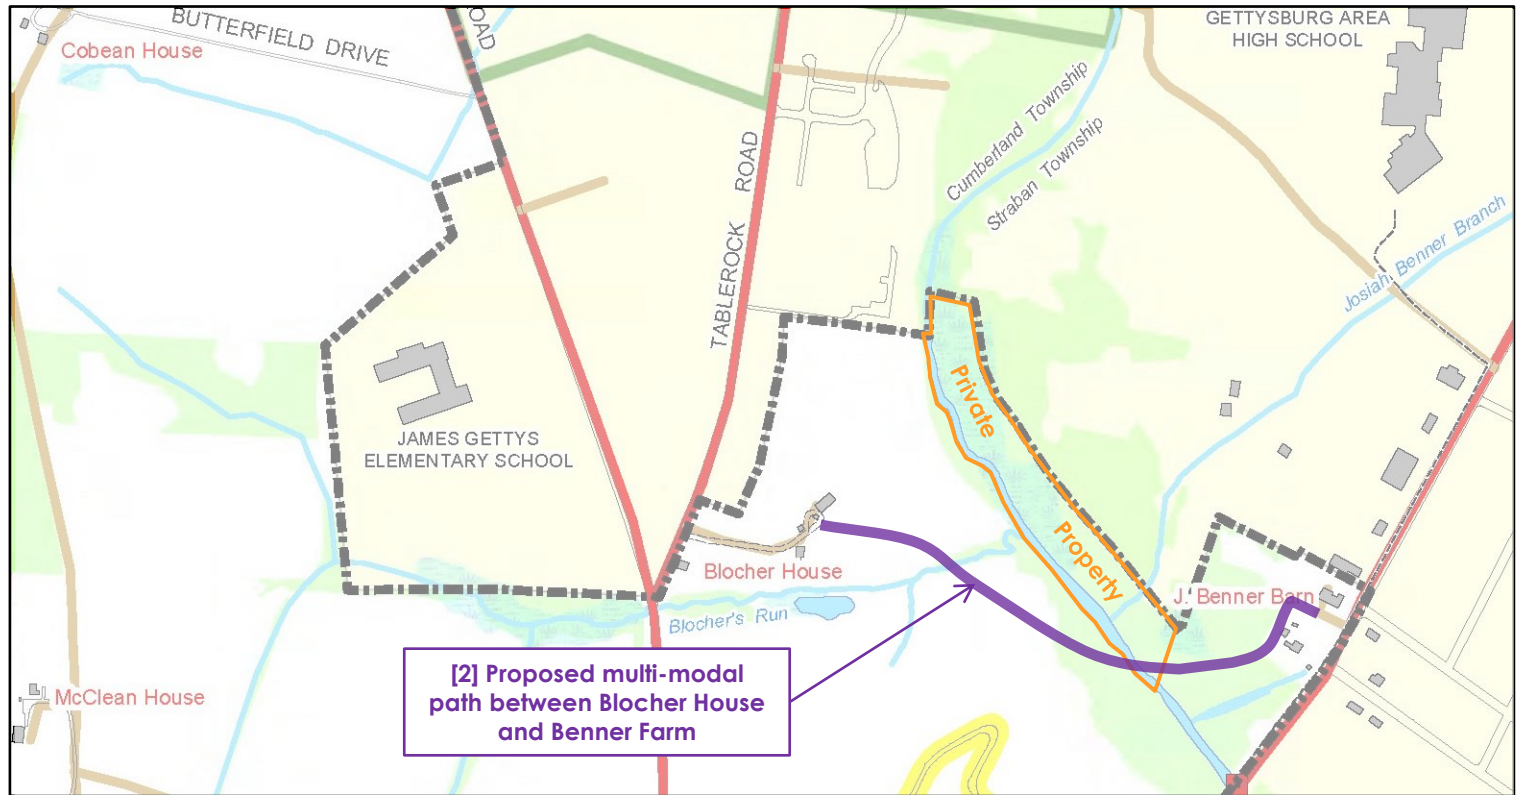 BUTTERFIELD DRIVE
Cobean House
OAD
GETTYSBURG AREA
HIGH SCHOOL
TABLEROCK ROAD
Cumberland Township
Straban Township
Josiah Benner Branch
JAMES GETTYS
ELEMENTARY SCHOOL
Private
Property
Blocher House
J. Benner Barn
Blocher's Run
McClean House
[2] Proposed multi-modal
path between Blocher House
and Benner Farm